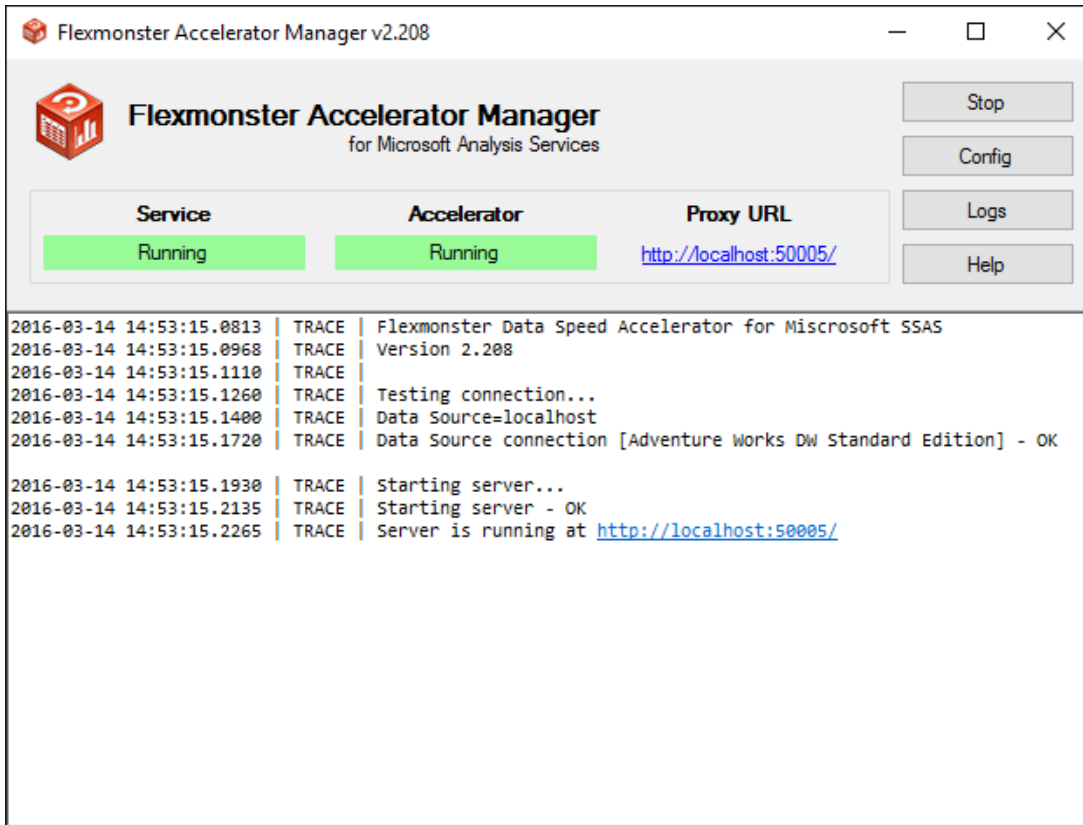 Flexmonster Accelerator Manager v2.208
Flexmonster Accelerator Manager
for Microsoft Analysis Services
Stop
Config
Logs
Help
Service Accelerator Proxy URL
Running Running http://localhost:50005/
2016-03-14 14:53:15.0813 | TRACE | Flexmonster Data Speed Accelerator for Miscrosoft SSAS
2016-03-14 14:53:15.0968 | TRACE | Version 2.208
2016-03-14 14:53:15.1110 | TRACE |
2016-03-14 14:53:15.1260 | TRACE | Testing connection...
2016-03-14 14:53:15.1400 | TRACE | Data Source=localhost
2016-03-14 14:53:15.1720 | TRACE | Data Source connection [Adventure Works DW Standard Edition] - OK
2016-03-14 14:53:15.1930 | TRACE | Starting server...
2016-03-14 14:53:15.2135 | TRACE | Starting server - OK
2016-03-14 14:53:15.2265 | TRACE | Server is running at http://localhost:50005/